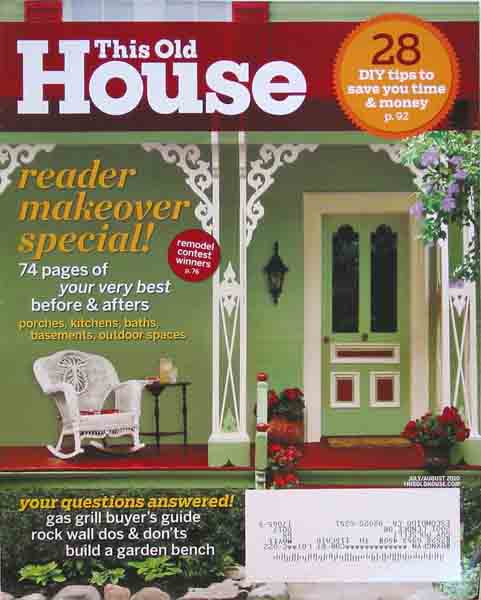 This Old
House
28
DIY tips to
save you time
& money
p. 92
reader
makeover
special!
remodel
contest
winners
p. 76
74 pages of
your very best
before & afters
porches, kitchens, baths,
basements, outdoor spaces
JULY/AUGUST 2010
THISOLDHOUSE.COM
your questions answered!
gas grill buyer's guide
rock wall dos & don'ts
build a garden bench